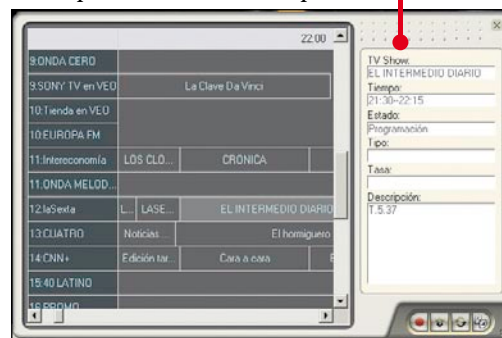 22:00
9:ONDA CERO
9:SONY TV en VEO La Clave Da Vinci
10:Tienda en VEO
10:EUROPA FM
11:Intereconomía LOS CLO... CRONICA
11:ONDA MELOD...
12:laSexta L... LASE... EL INTERMEDIO DIARIO
13:CUATRO Noticias ... El hormiguero
14:CNN+ Edición tar... Cara a cara E
15:40 LATINO
16:PROMO
TV Show:
EL INTERMEDIO DIARIO
Tiempo:
21:30-22:15
Estado:
Programación
Tipo:
Tasa:
Descripción:
T.5.37